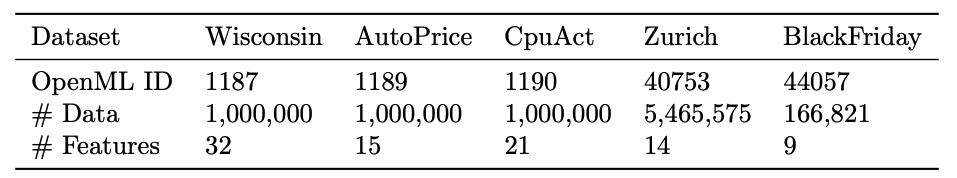 Dataset Wisconsin AutoPrice CpuAct Zurich BlackFriday
OpenML ID 1187 1189 1190 40753 44057
# Data 1,000,000 1,000,000 1,000,000 5,465,575 166,821
# Features 32 15 21 14 9